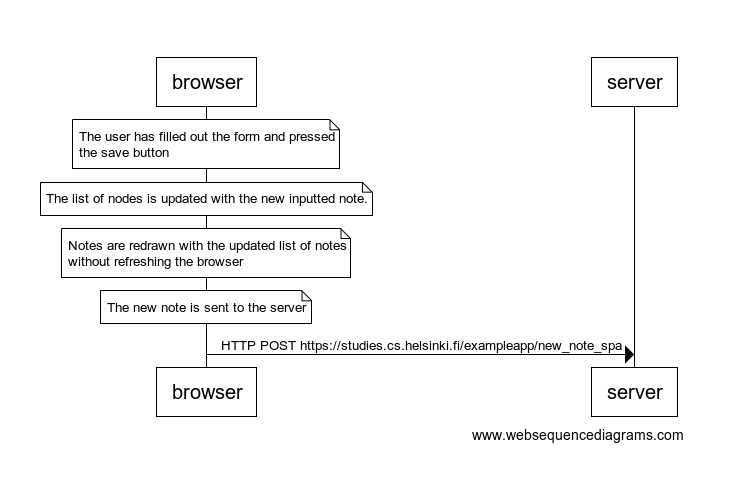 browser
server
The user has filled out the form and pressed
the save button
The list of nodes is updated with the new inputted note.
Notes are redrawn with the updated list of notes
without refreshing the browser
The new note is sent to the server
HTTP POST https://studies.cs.helsinki.fi/exampleapp/new_note_spa
browser
server
www.websequencediagrams.com